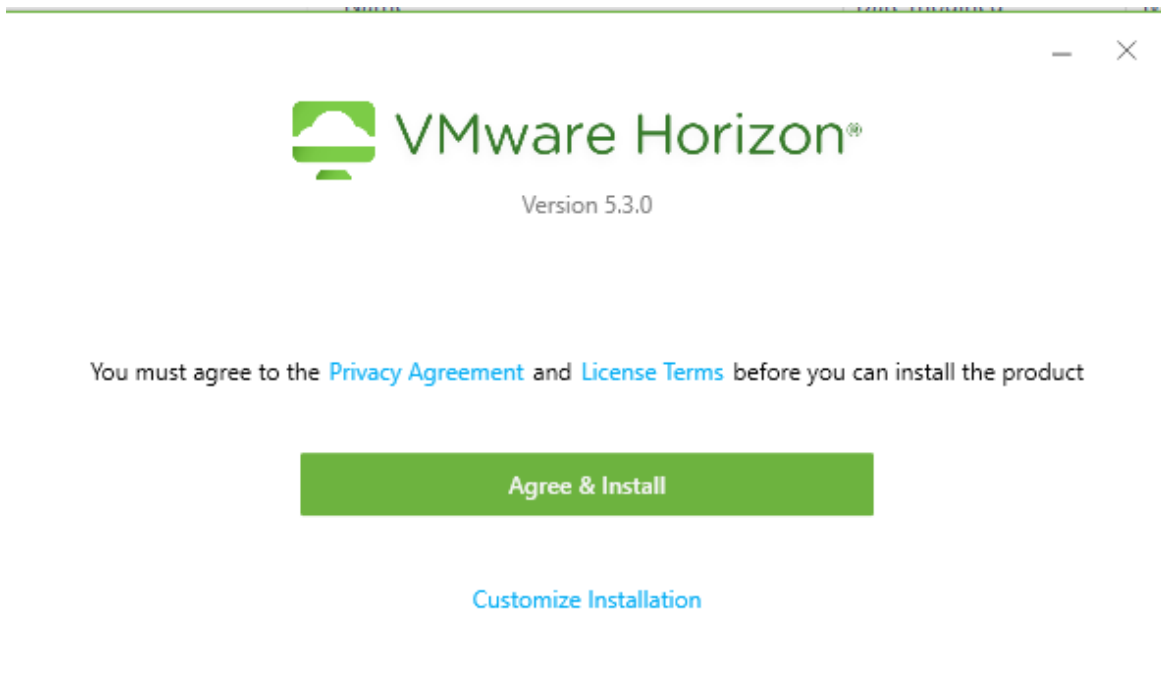 VMware Horizon®
Version 5.3.0
You must agree to the Privacy Agreement and License Terms before you can install the product
Agree & Install
Customize Installation